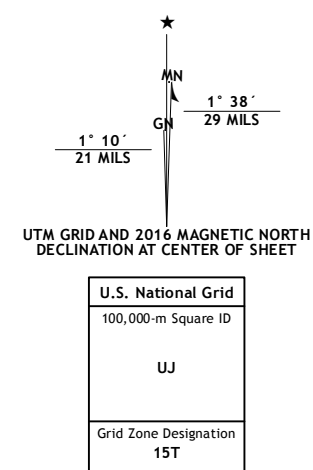 ★
MN
1° 38´
29 MILS
GN
1° 10´
21 MILS
UTM GRID AND 2016 MAGNETIC NORTH
DECLINATION AT CENTER OF SHEET
U.S. National Grid
100,000-m Square ID
UJ
Grid Zone Designation
15T